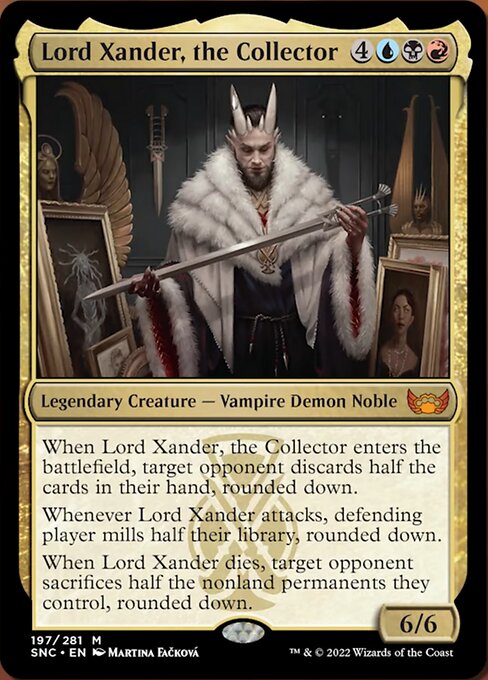 Lord Xander, the Collector 4
Legendary Creature — Vampire Demon Noble
When Lord Xander, the Collector enters the
battlefield, target opponent discards half the
cards in their hand, rounded down.
Whenever Lord Xander attacks, defending
player mills half their library, rounded down.
When Lord Xander dies, target opponent
sacrifices half the nonland permanents they
control, rounded down.
6/6
197/281 M
SNC • EN Martina Fačková
™ & © 2022 Wizards of the Coast